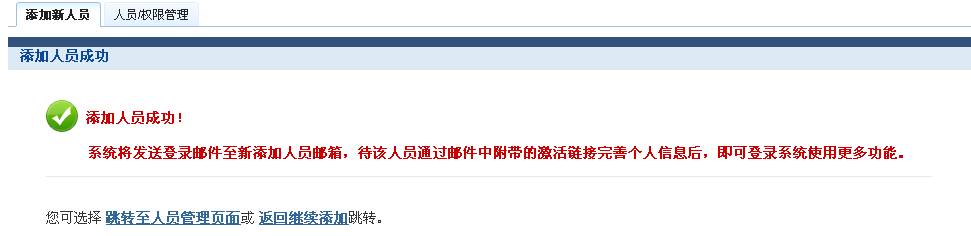 添加新人员 人员/权限管理
添加人员成功
添加人员成功！
系统将发送登录邮件至新添加人员邮箱，待该人员通过邮件中附带的激活链接完善个人信息后，即可登录系统使用更多功能。
您可选择 跳转至人员管理页面或 返回继续添加跳转。